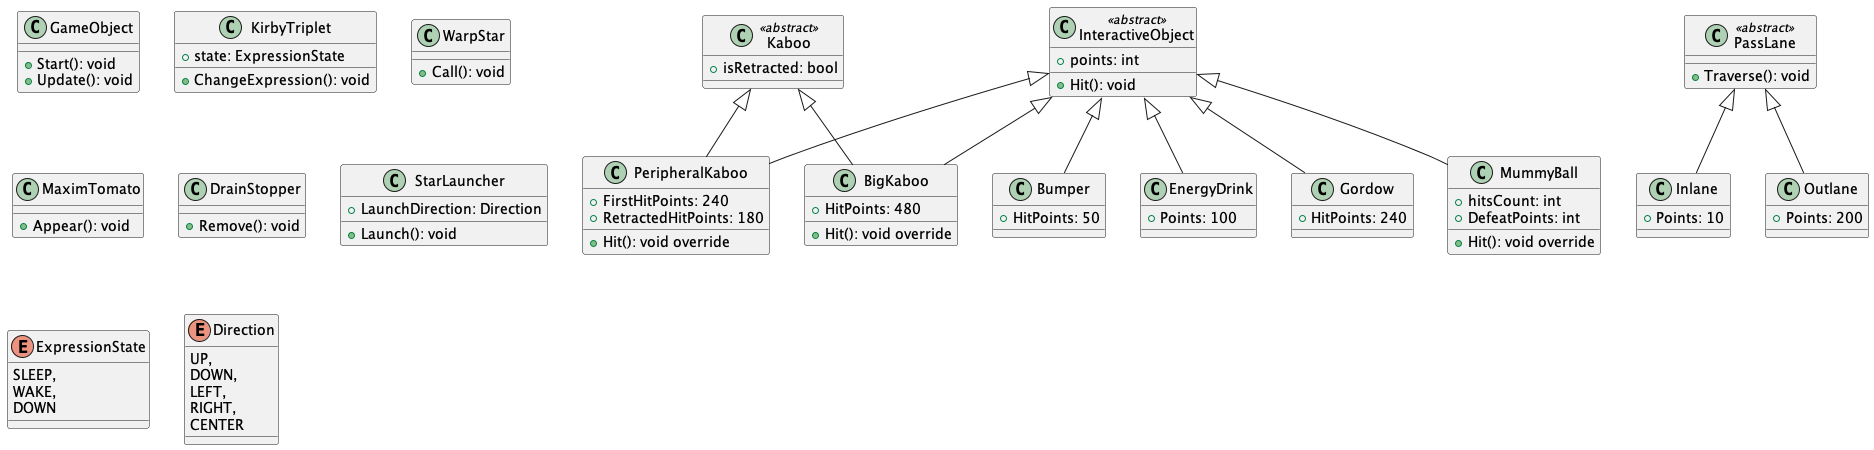 C GameObject
Start(): void
Update(): void
C KirbyTriplet
state: ExpressionState
ChangeExpression(): void
C WarpStar
Call(): void
C «abstract»
Kaboo
isRetracted: bool
C «abstract»
InteractiveObject
points: int
Hit(): void
C «abstract»
PassLane
Traverse(): void
C MaximTomato
Appear(): void
C DrainStopper
Remove(): void
C StarLauncher
LaunchDirection: Direction
Launch(): void
C PeripheralKaboo
FirstHitPoints: 240
RetractedHitPoints: 180
Hit(): void override
C BigKaboo
HitPoints: 480
Hit(): void override
C Bumper
HitPoints: 50
C EnergyDrink
Points: 100
C Gordow
HitPoints: 240
C MummyBall
hitsCount: int
DefeatPoints: int
Hit(): void override
C Inlane
Points: 10
C Outlane
Points: 200
E ExpressionState
SLEEP,
WAKE,
DOWN
E Direction
UP,
DOWN,
LEFT,
RIGHT,
CENTER